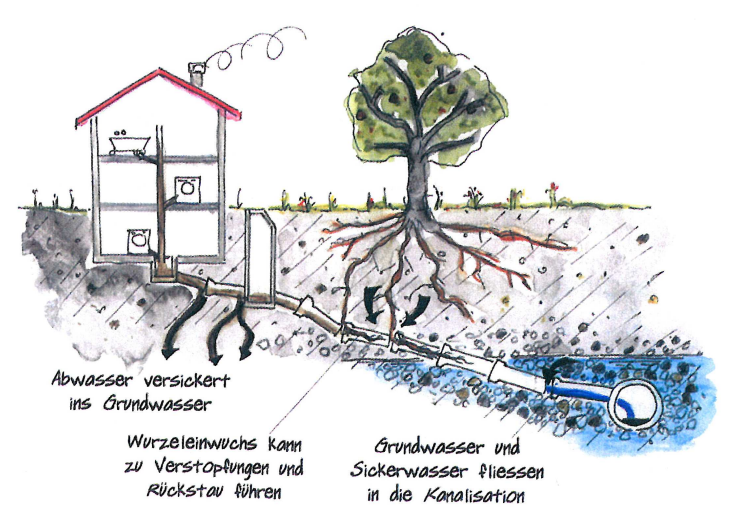 Abwasser versickert
ins Grundwasser
Wurzeleinwuchs kann
zu Verstopfungen und
Rückstau führen
Grundwasser und
Sickerwasser fliessen
in die Kanalisation